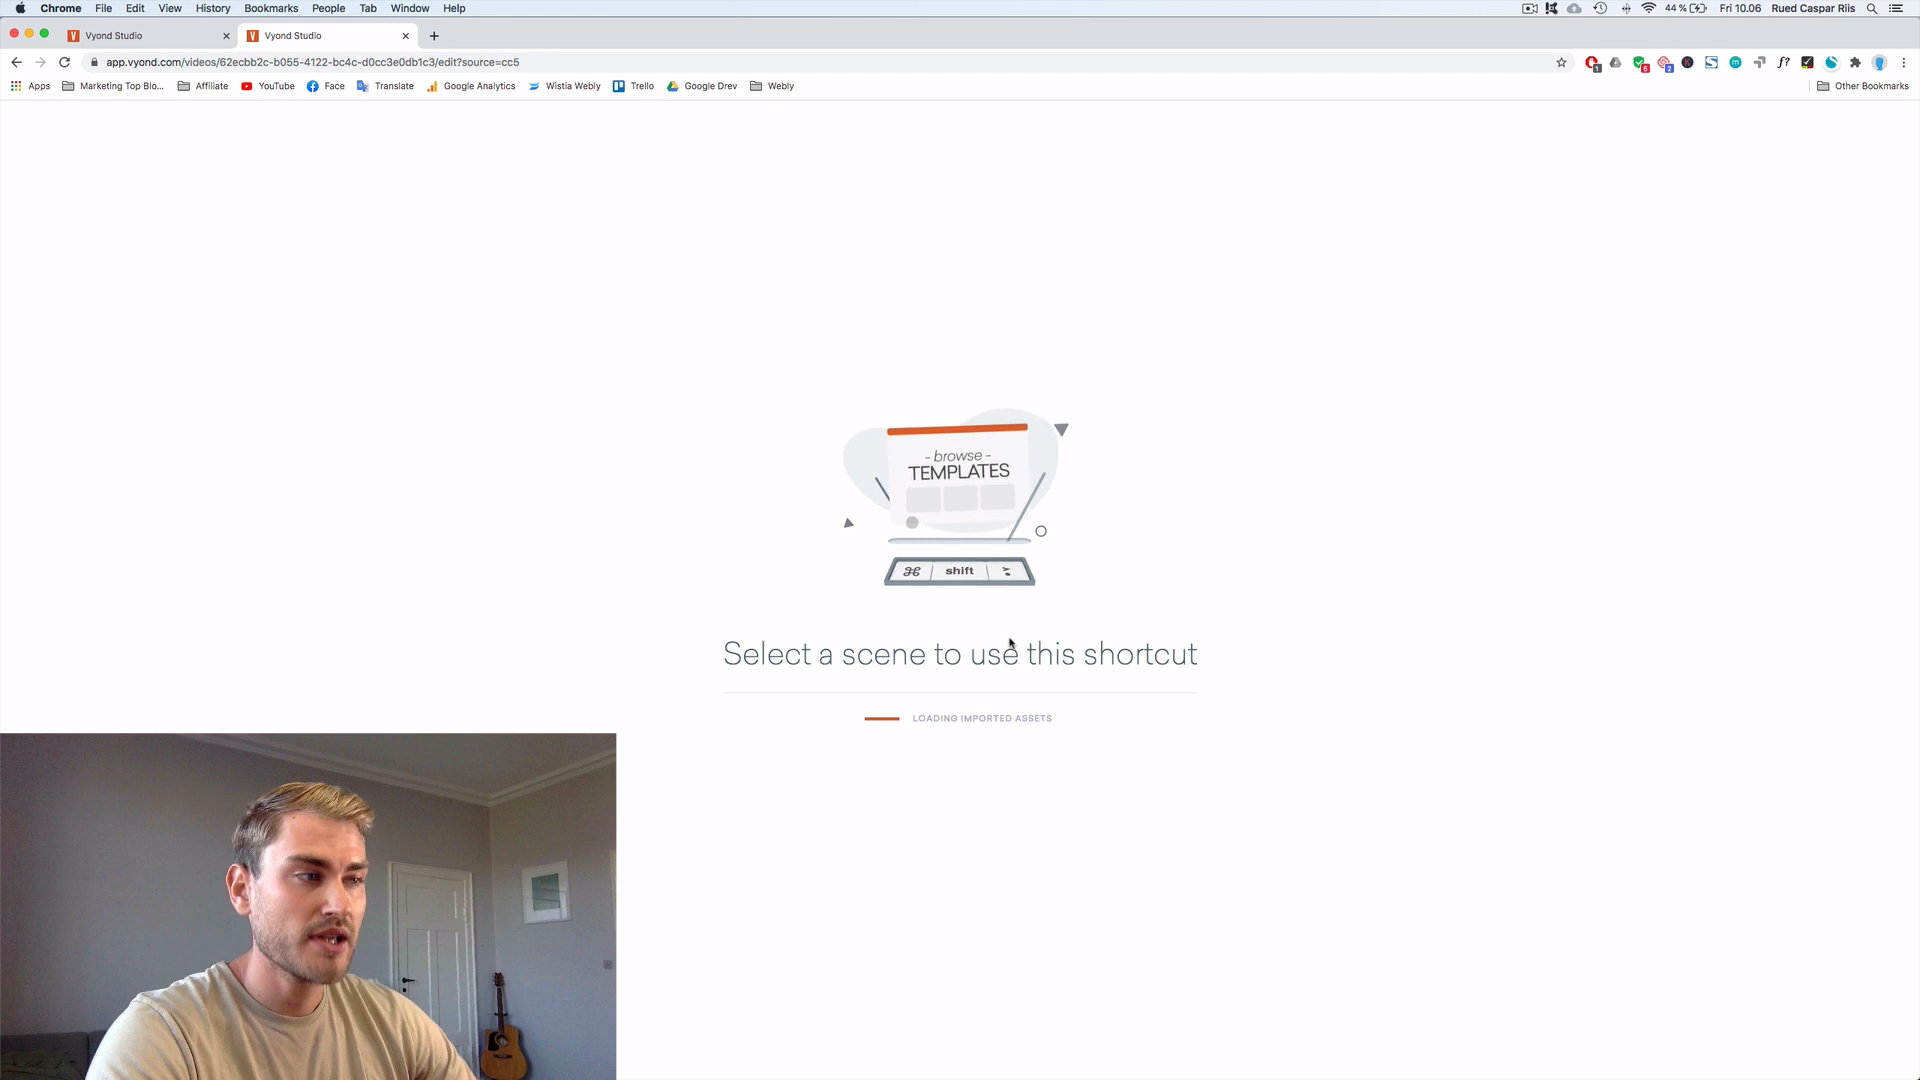 Chrome File Edit View History Bookmarks People Tab Window Help 44 % Fri 10.06 Rued Caspar Riis
V Vyond Studio V Vyond Studio
app.vyond.com/videos/62ecbb2c-b055-4122-bc4c-d0cc3e0db1c3/edit?source=cc5
Apps Marketing Top Blo... Affiliate YouTube Face Translate Google Analytics Wistia Webly Trello Google Drev Webly Other Bookmarks
- browse -
TEMPLATES
⌘ shift
Select a scene to use this shortcut
LOADING IMPORTED ASSETS